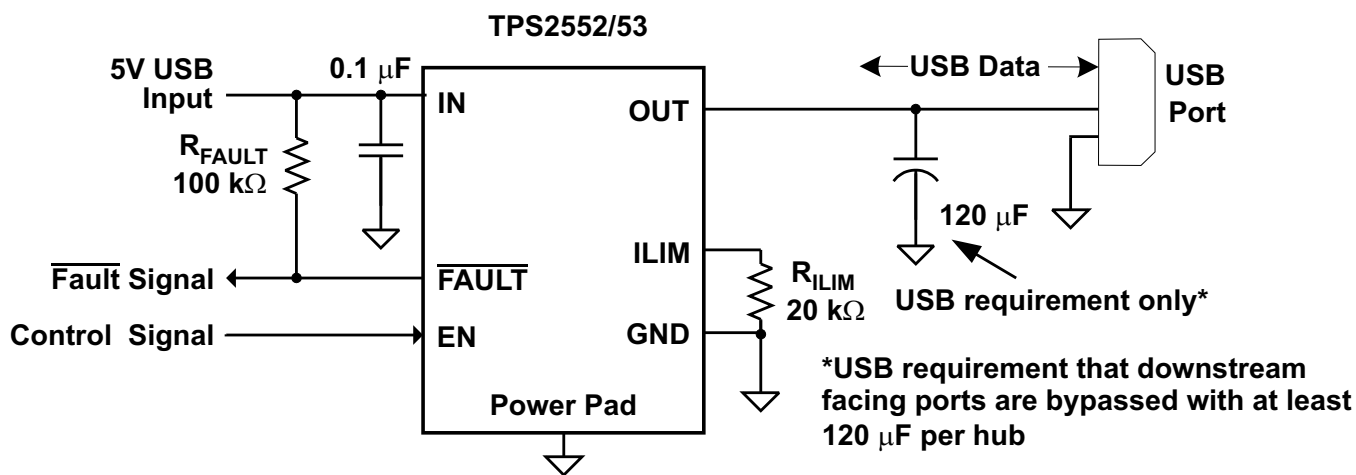 TPS2552/53
5V USB
Input
0.1 μF
IN
OUT
USB Data
USB
Port
R_FAULT
100 kΩ
120 μF
ILIM
R_ILIM
20 kΩ
USB requirement only*
Fault Signal
FAULT
Control Signal
EN
GND
*USB requirement that downstream
facing ports are bypassed with at least
120 μF per hub
Power Pad